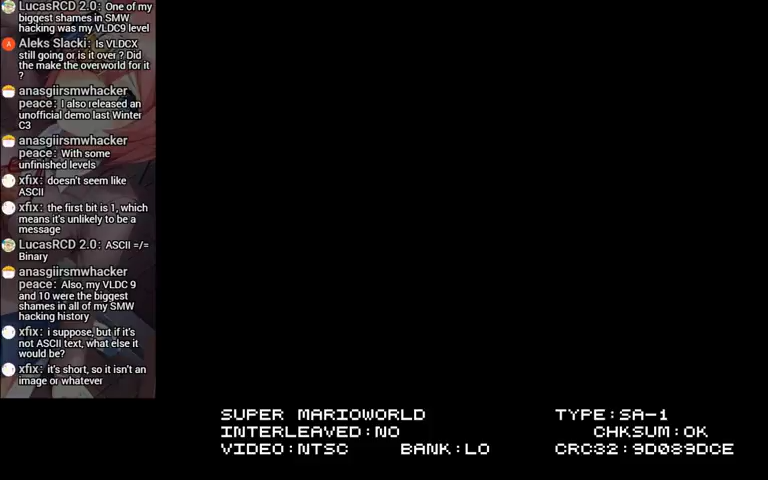 LucasRCD 2.0: One of my
biggest shames in SMW
hacking was my VLDC9 level
Aleks Slacki: Is VLDCX
still going or is it over ? Did
the make the overworld for it
?
anasgiirsmwhacker
peace: I also released an
unofficial demo last Winter
C3
anasgiirsmwhacker
peace: With some
unfinished levels
xfix: doesn't seem like
ASCII
xfix: the first bit is 1, which
means it's unlikely to be a
message
LucasRCD 2.0: ASCII =/=
Binary
anasgiirsmwhacker
peace: Also, my VLDC 9
and 10 were the biggest
shames in all of my SMW
hacking history
xfix: i suppose, but if it's
not ASCII text, what else it
would be?
xfix: it's short, so it isn't an
image or whatever
SUPER MARIOWORLD TYPE:SA-1
INTERLEAVED:NO CHKSUM:OK
VIDEO:NTSC BANK:LO CRC32:9D089DCE